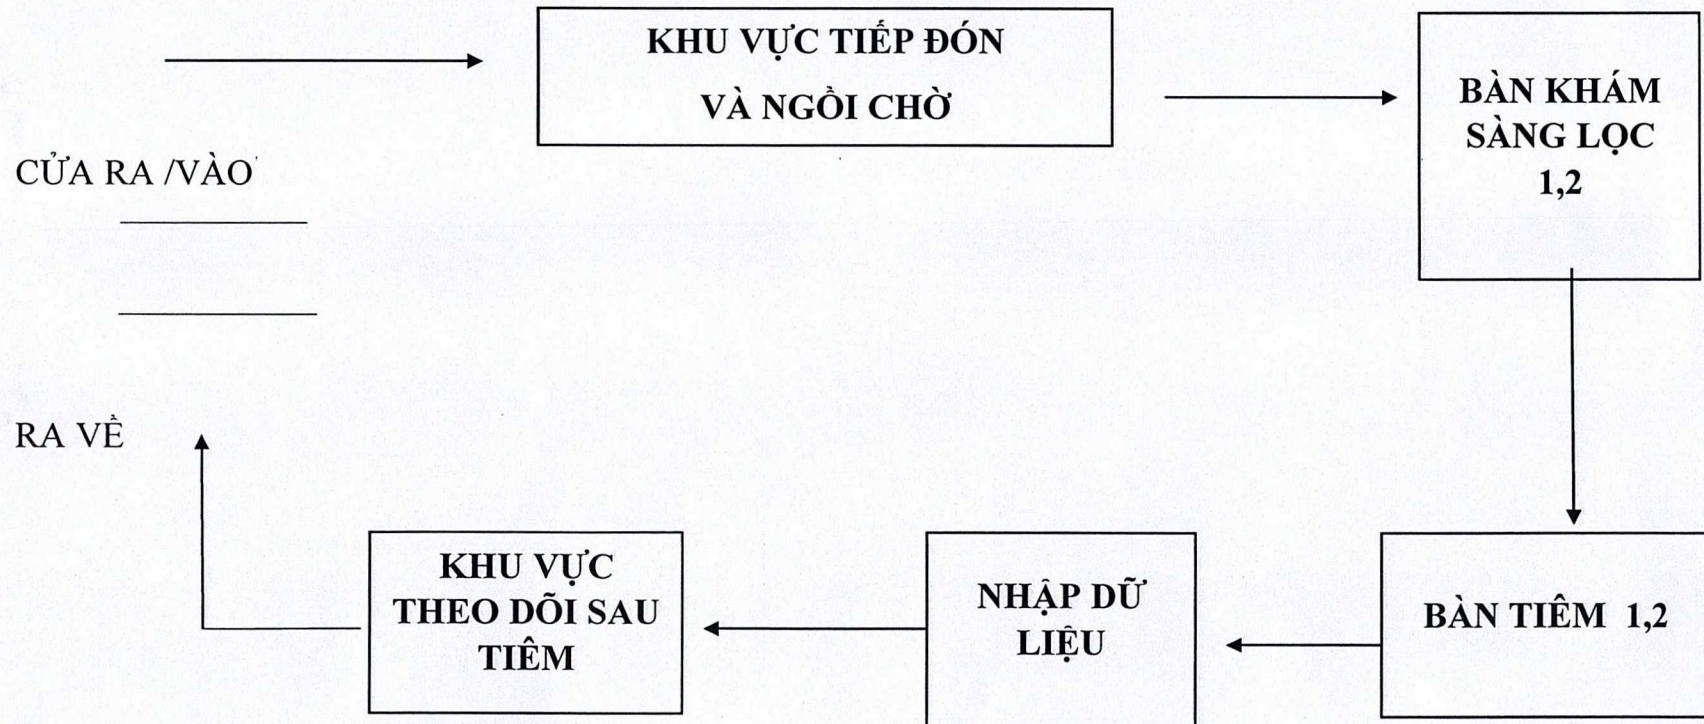 KHU VỰC TIẾP ĐÓN
VÀ NGỒI CHỜ
BÀN KHÁM
SÀNG LỌC
1,2
CỬA RA /VÀO
RA VỀ
KHU VỰC
THEO DÕI SAU
TIÊM
NHẬP DỮ
LIỆU
BÀN TIÊM 1,2